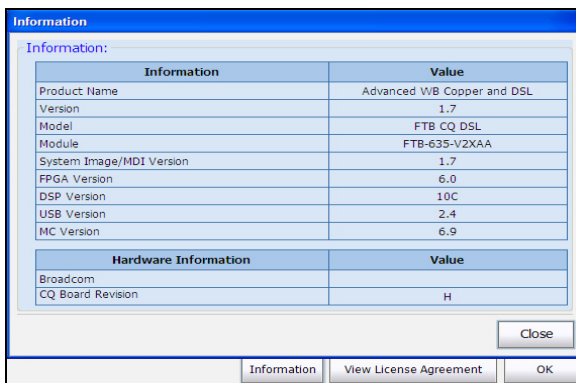 Information
Information:
Information Value
Product Name Advanced WB Copper and DSL
Version 1.7
Model FTB CQ DSL
Module FTB-635-V2XAA
System Image/MDI Version 1.7
FPGA Version 6.0
DSP Version 10C
USB Version 2.4
MC Version 6.9
Hardware Information Value
Broadcom
CQ Board Revision H
Close
Information View License Agreement OK